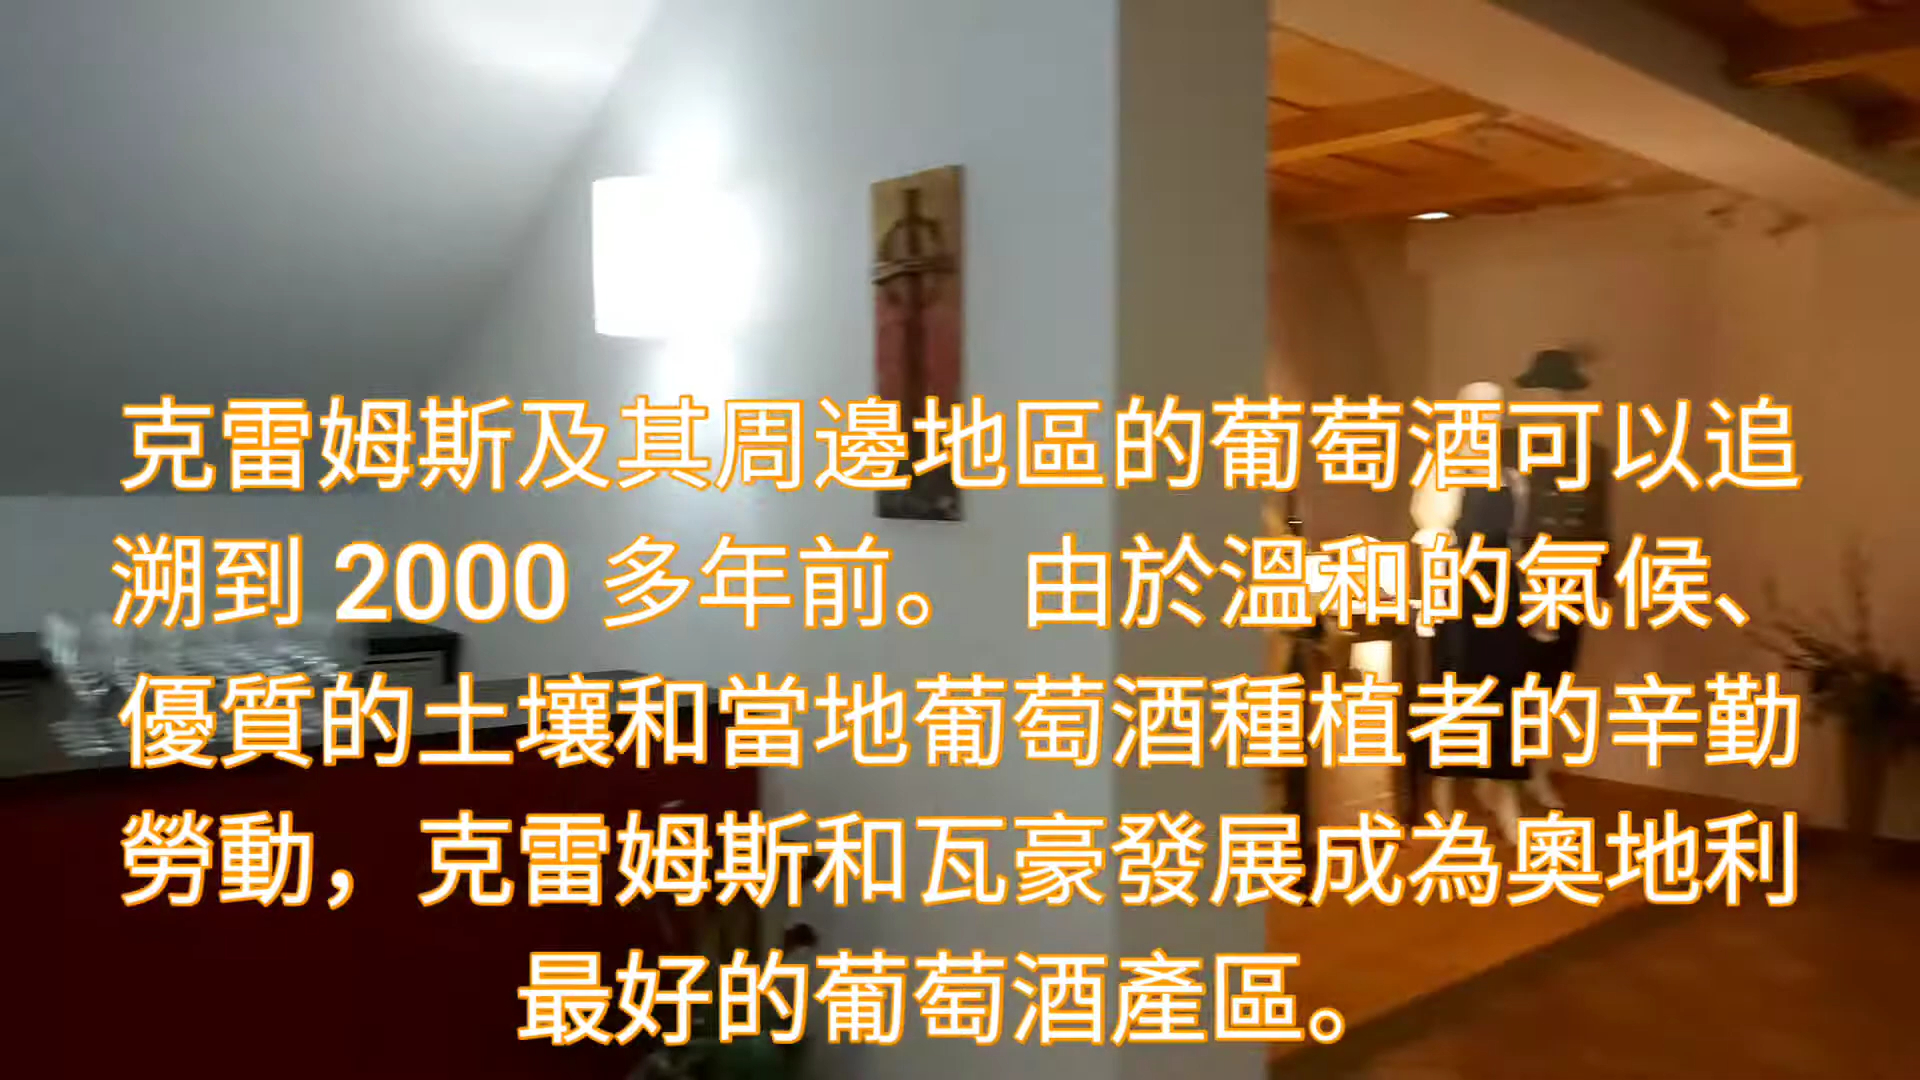 克雷姆斯及其周邊地區的葡萄酒可以追
溯到 2000 多年前。 由於溫和的氣候、
優質的土壤和當地葡萄酒種植者的辛勤
勞動，克雷姆斯和瓦豪發展成為奧地利
最好的葡萄酒產區。